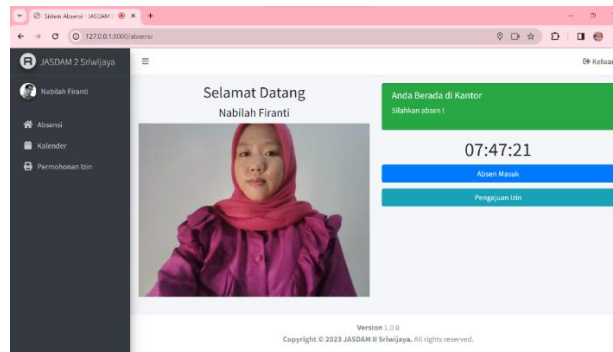 Sistem Absensi | JASDAM I
127.0.0.1:8000/absensi
JASDAM 2 Sriwijaya
Keluar
Nabilah Firanti
Absensi
Kalender
Permohonan Izin
Selamat Datang
Nabilah Firanti
Anda Berada di Kantor
Silahkan absen !
07:47:21
Absen Masuk
Pengajuan Izin
Version 1.0.0
Copyright © 2023 JASDAM II Sriwijaya. All rights reserved.